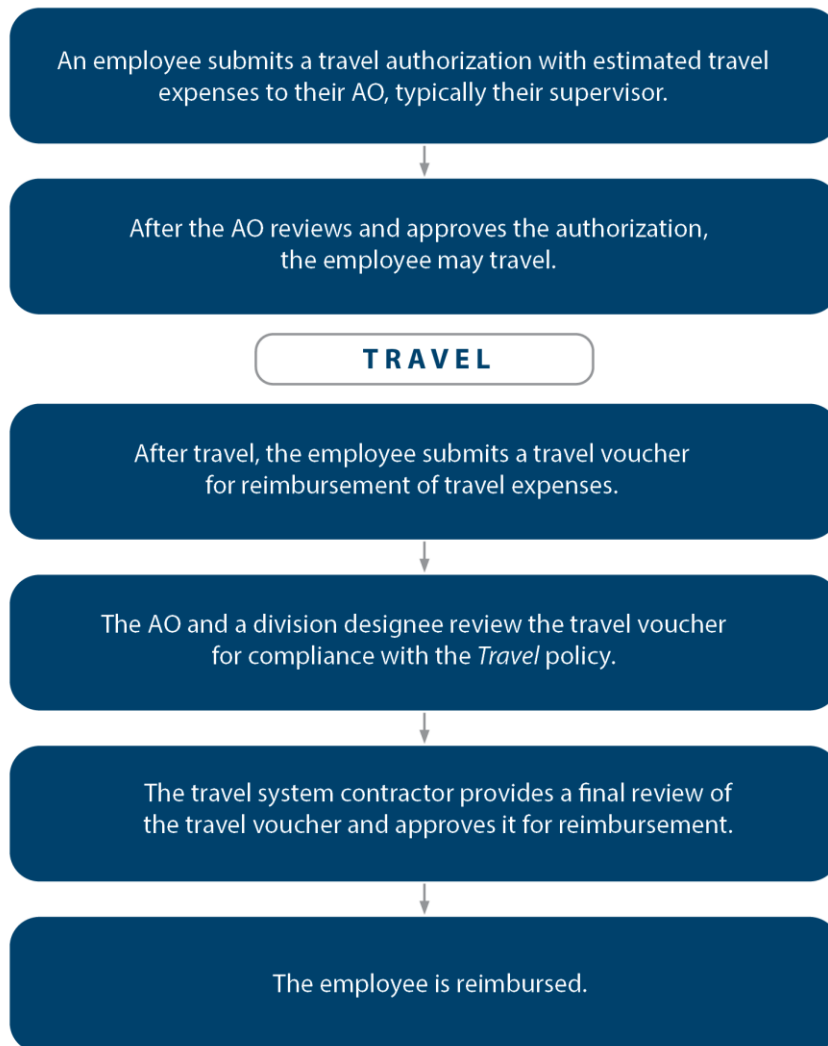 An employee submits a travel authorization with estimated travel
expenses to their AO, typically their supervisor.
After the AO reviews and approves the authorization,
the employee may travel.
TRAVEL
After travel, the employee submits a travel voucher
for reimbursement of travel expenses.
The AO and a division designee review the travel voucher
for compliance with the Travel policy.
The travel system contractor provides a final review of
the travel voucher and approves it for reimbursement.
The employee is reimbursed.